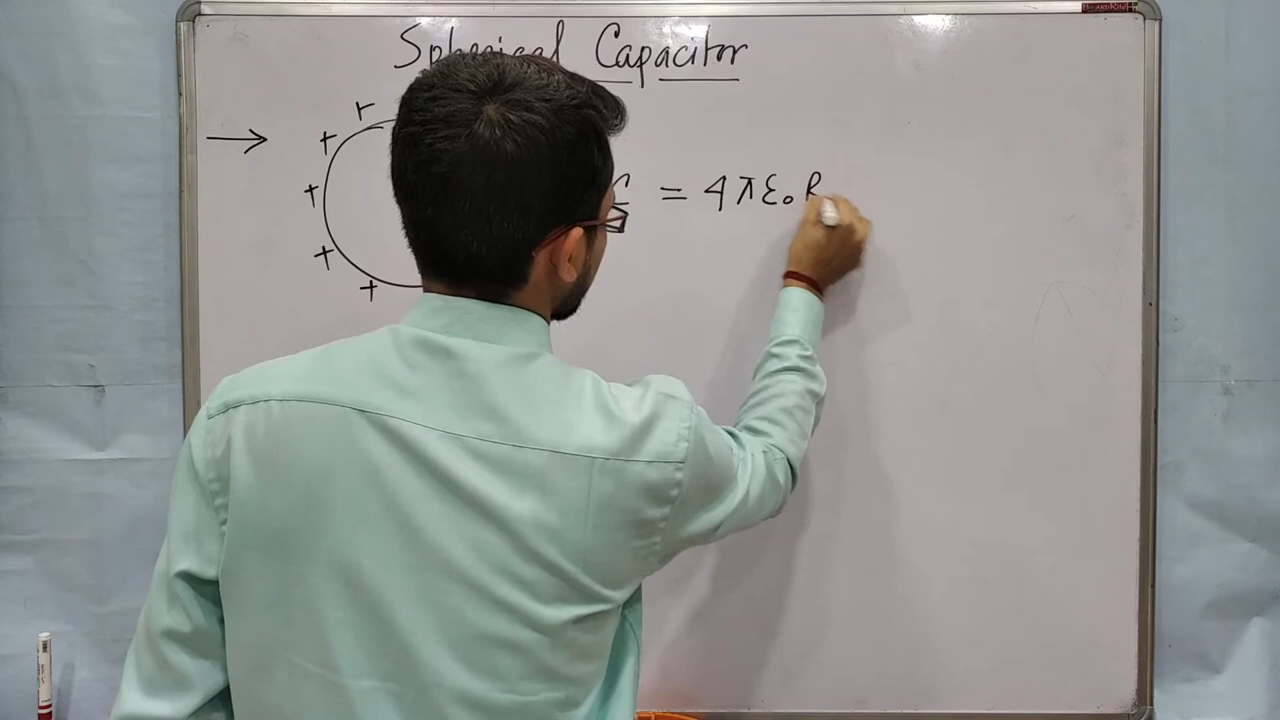 Spherical Capacitor
→ + + + + +
C = 4πε₀R